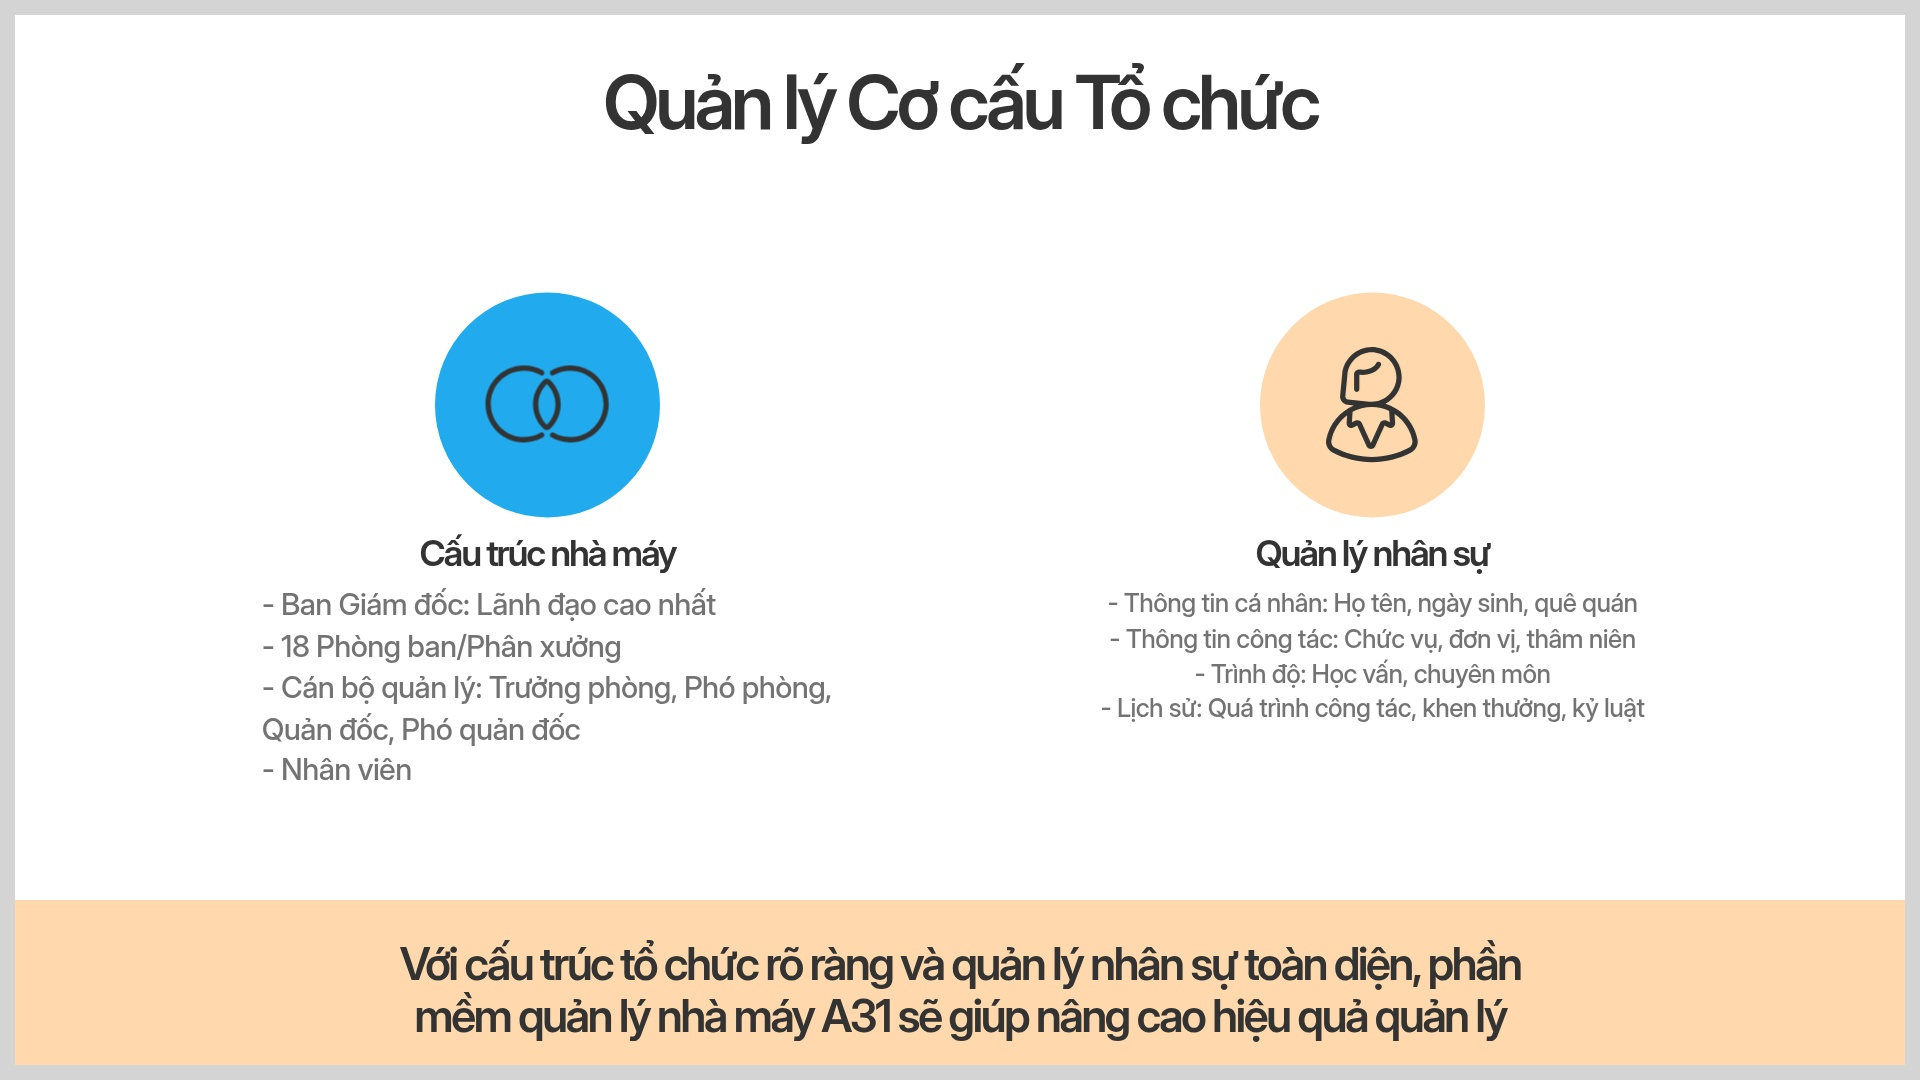 Quản lý Cơ cấu Tổ chức
Cấu trúc nhà máy
- Ban Giám đốc: Lãnh đạo cao nhất
- 18 Phòng ban/Phân xưởng
- Cán bộ quản lý: Trưởng phòng, Phó phòng,
Quản đốc, Phó quản đốc
- Nhân viên
Quản lý nhân sự
- Thông tin cá nhân: Họ tên, ngày sinh, quê quán
- Thông tin công tác: Chức vụ, đơn vị, thâm niên
- Trình độ: Học vấn, chuyên môn
- Lịch sử: Quá trình công tác, khen thưởng, kỷ luật
Với cấu trúc tổ chức rõ ràng và quản lý nhân sự toàn diện, phần
mềm quản lý nhà máy A31 sẽ giúp nâng cao hiệu quả quản lý